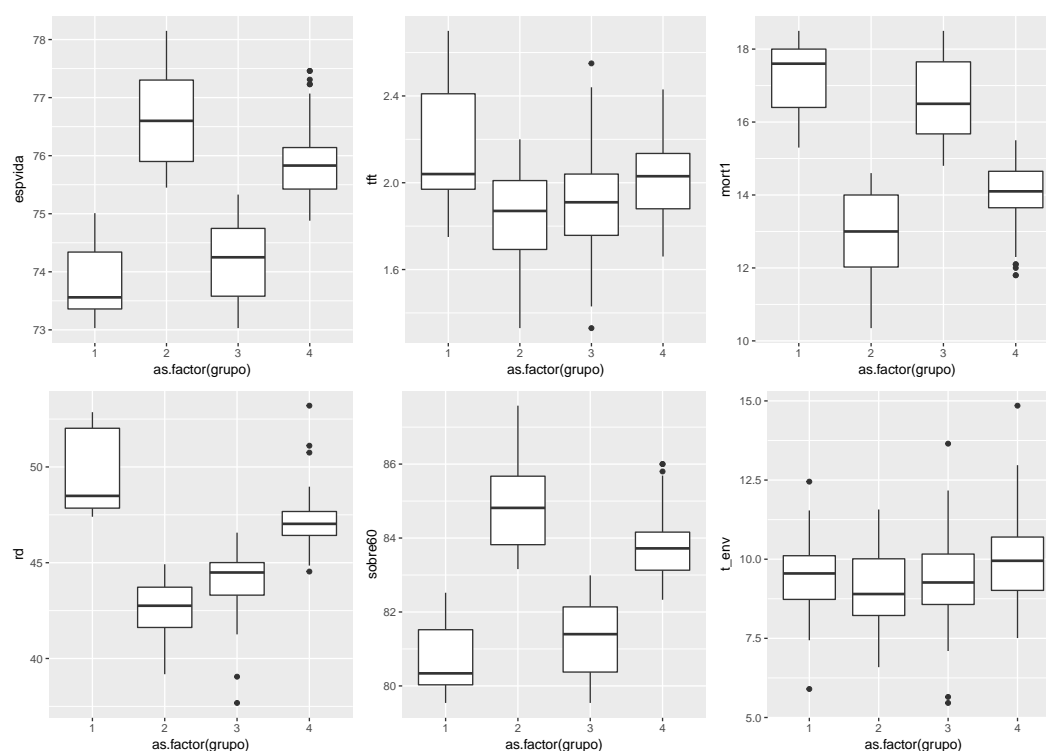 espvida
78
77
76
75
74
73
1 2 3 4
as.factor(grupo)
tft
2.4
2.0
1.6
1 2 3 4
as.factor(grupo)
mort1
18
16
14
12
10
1 2 3 4
as.factor(grupo)
rd
50
45
40
1 2 3 4
as.factor(grupo)
sobre60
86
84
82
80
1 2 3 4
as.factor(grupo)
t_env
15.0
12.5
10.0
7.5
5.0
1 2 3 4
as.factor(grupo)